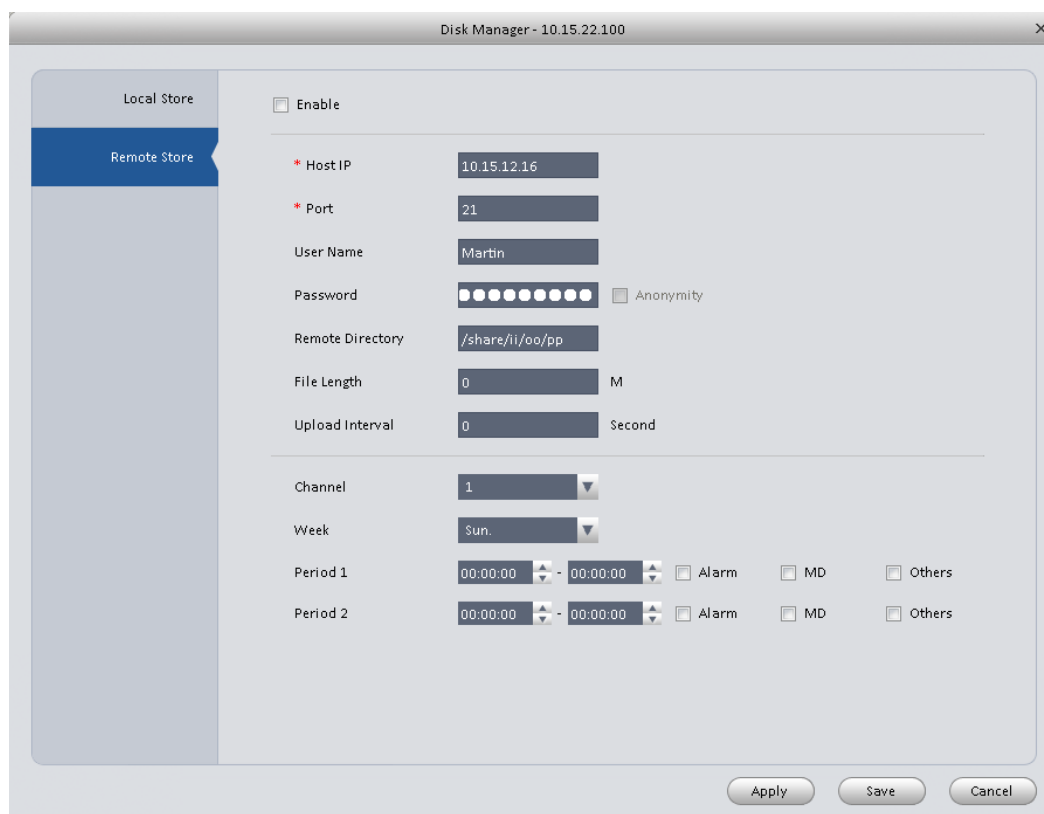 Disk Manager - 10.15.22.100
Local Store
Remote Store
Enable
* Host IP 10.15.12.16
* Port 21
User Name Martin
Password Anonymity
Remote Directory /share/ii/oo/pp
File Length 0 M
Upload Interval 0 Second
Channel 1
Week Sun.
Period 1 00:00:00 - 00:00:00 Alarm MD Others
Period 2 00:00:00 - 00:00:00 Alarm MD Others
Apply Save Cancel